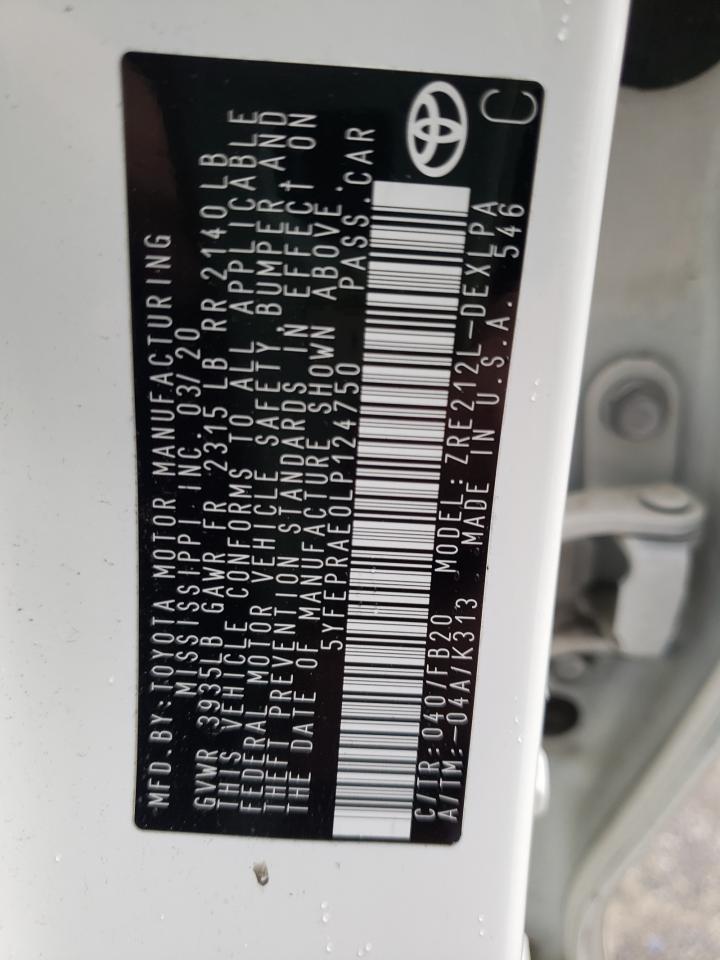 MFD.BY:TOYOTA MOTOR MANUFACTURING
MISSISSIPPI INC.03/20
GVWR 3935LB GAWR FR 2315 LB RR 2140LB
THIS VEHICLE CONFORMS TO ALL APPLICABLE
FEDERAL MOTOR VEHICLE SAFETY, BUMPER AND
THEFT PREVENTION STANDARDS IN EFFECT ON
THE DATE OF MANUFACTURE SHOWN ABOVE.
5YFEPRAE0LP124750 PASS.CAR
C/TR:040/FB20 MODEL:ZRE212L-DEXLPA
A/TM:-04A/K313 MADE IN U.S.A. 546
C